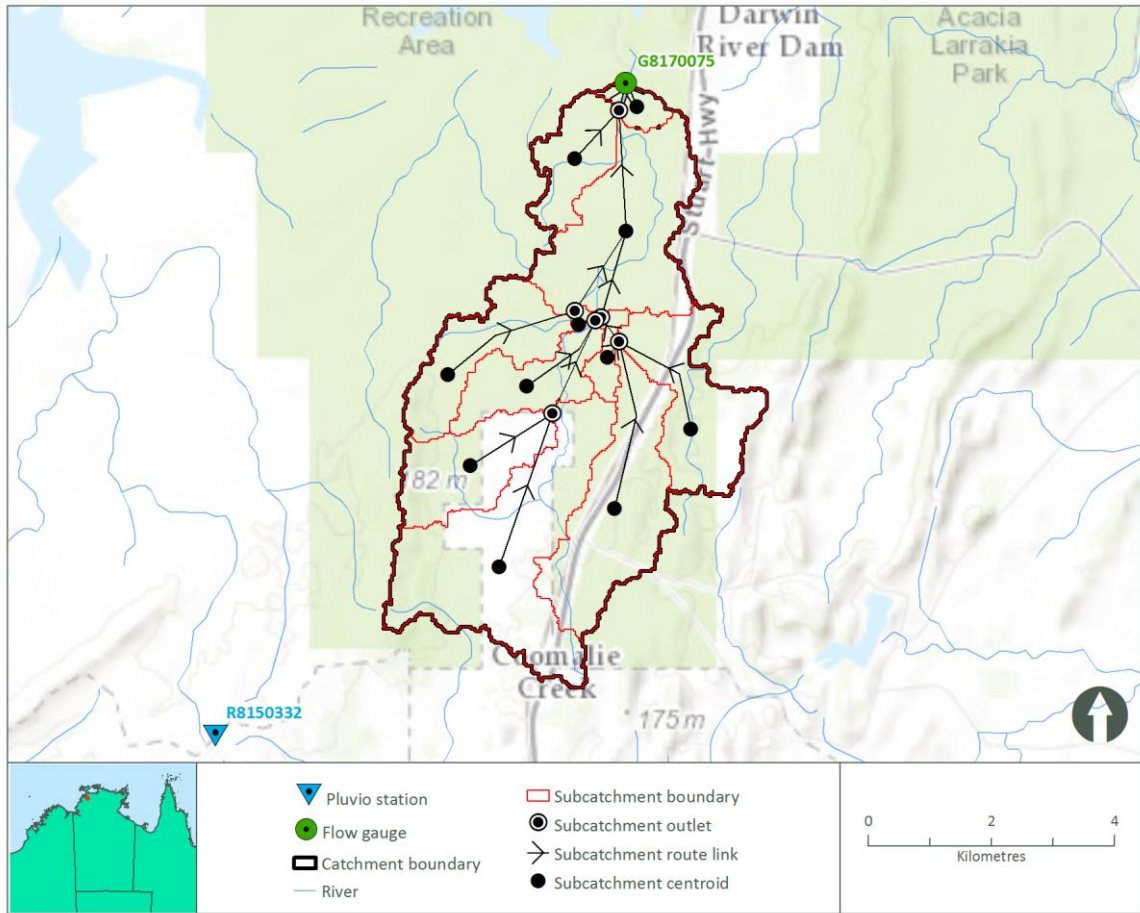 Recreation
Area
Darwin
River Dam
Acacia
Larrakia
Park
G8170075
Stuart-Hwy
182 m
Coomalie
Creek
175 m
R8150332
Pluvio station
Flow gauge
Catchment boundary
River
Subcatchment boundary
Subcatchment outlet
Subcatchment route link
Subcatchment centroid
0 2 4
Kilometres